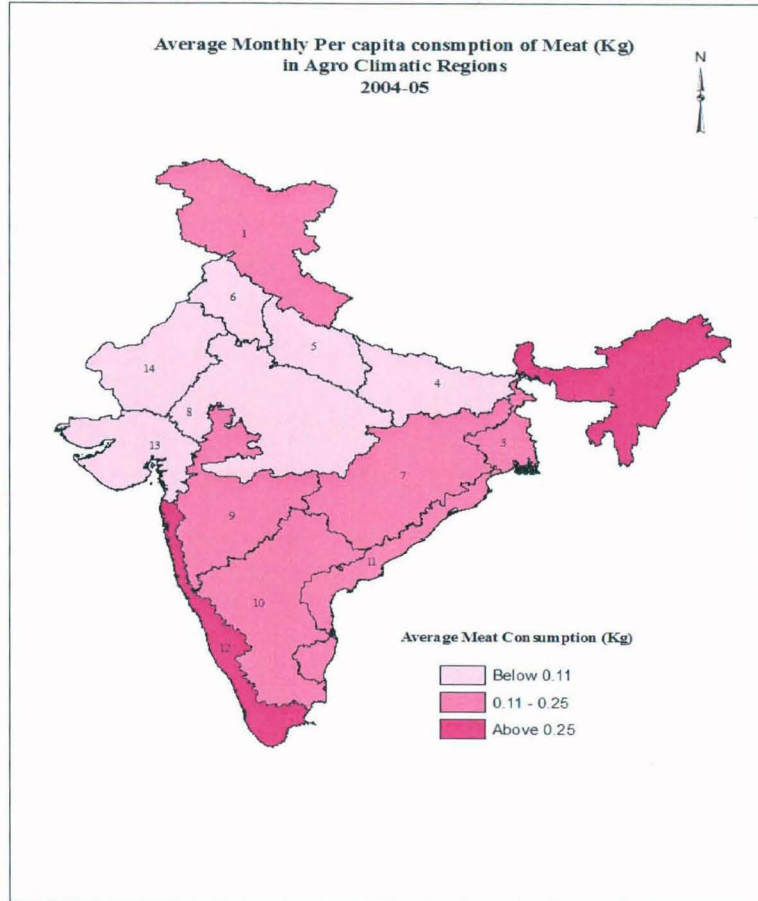 Average Monthly Per capita consmption of Meat (Kg)
in Agro Climatic Regions
2004-05
N
1
6
5
14
4
2
8
13
3
7
9
11
10
12
Average Meat Consumption (Kg)
Below 0.11
0.11 - 0.25
Above 0.25